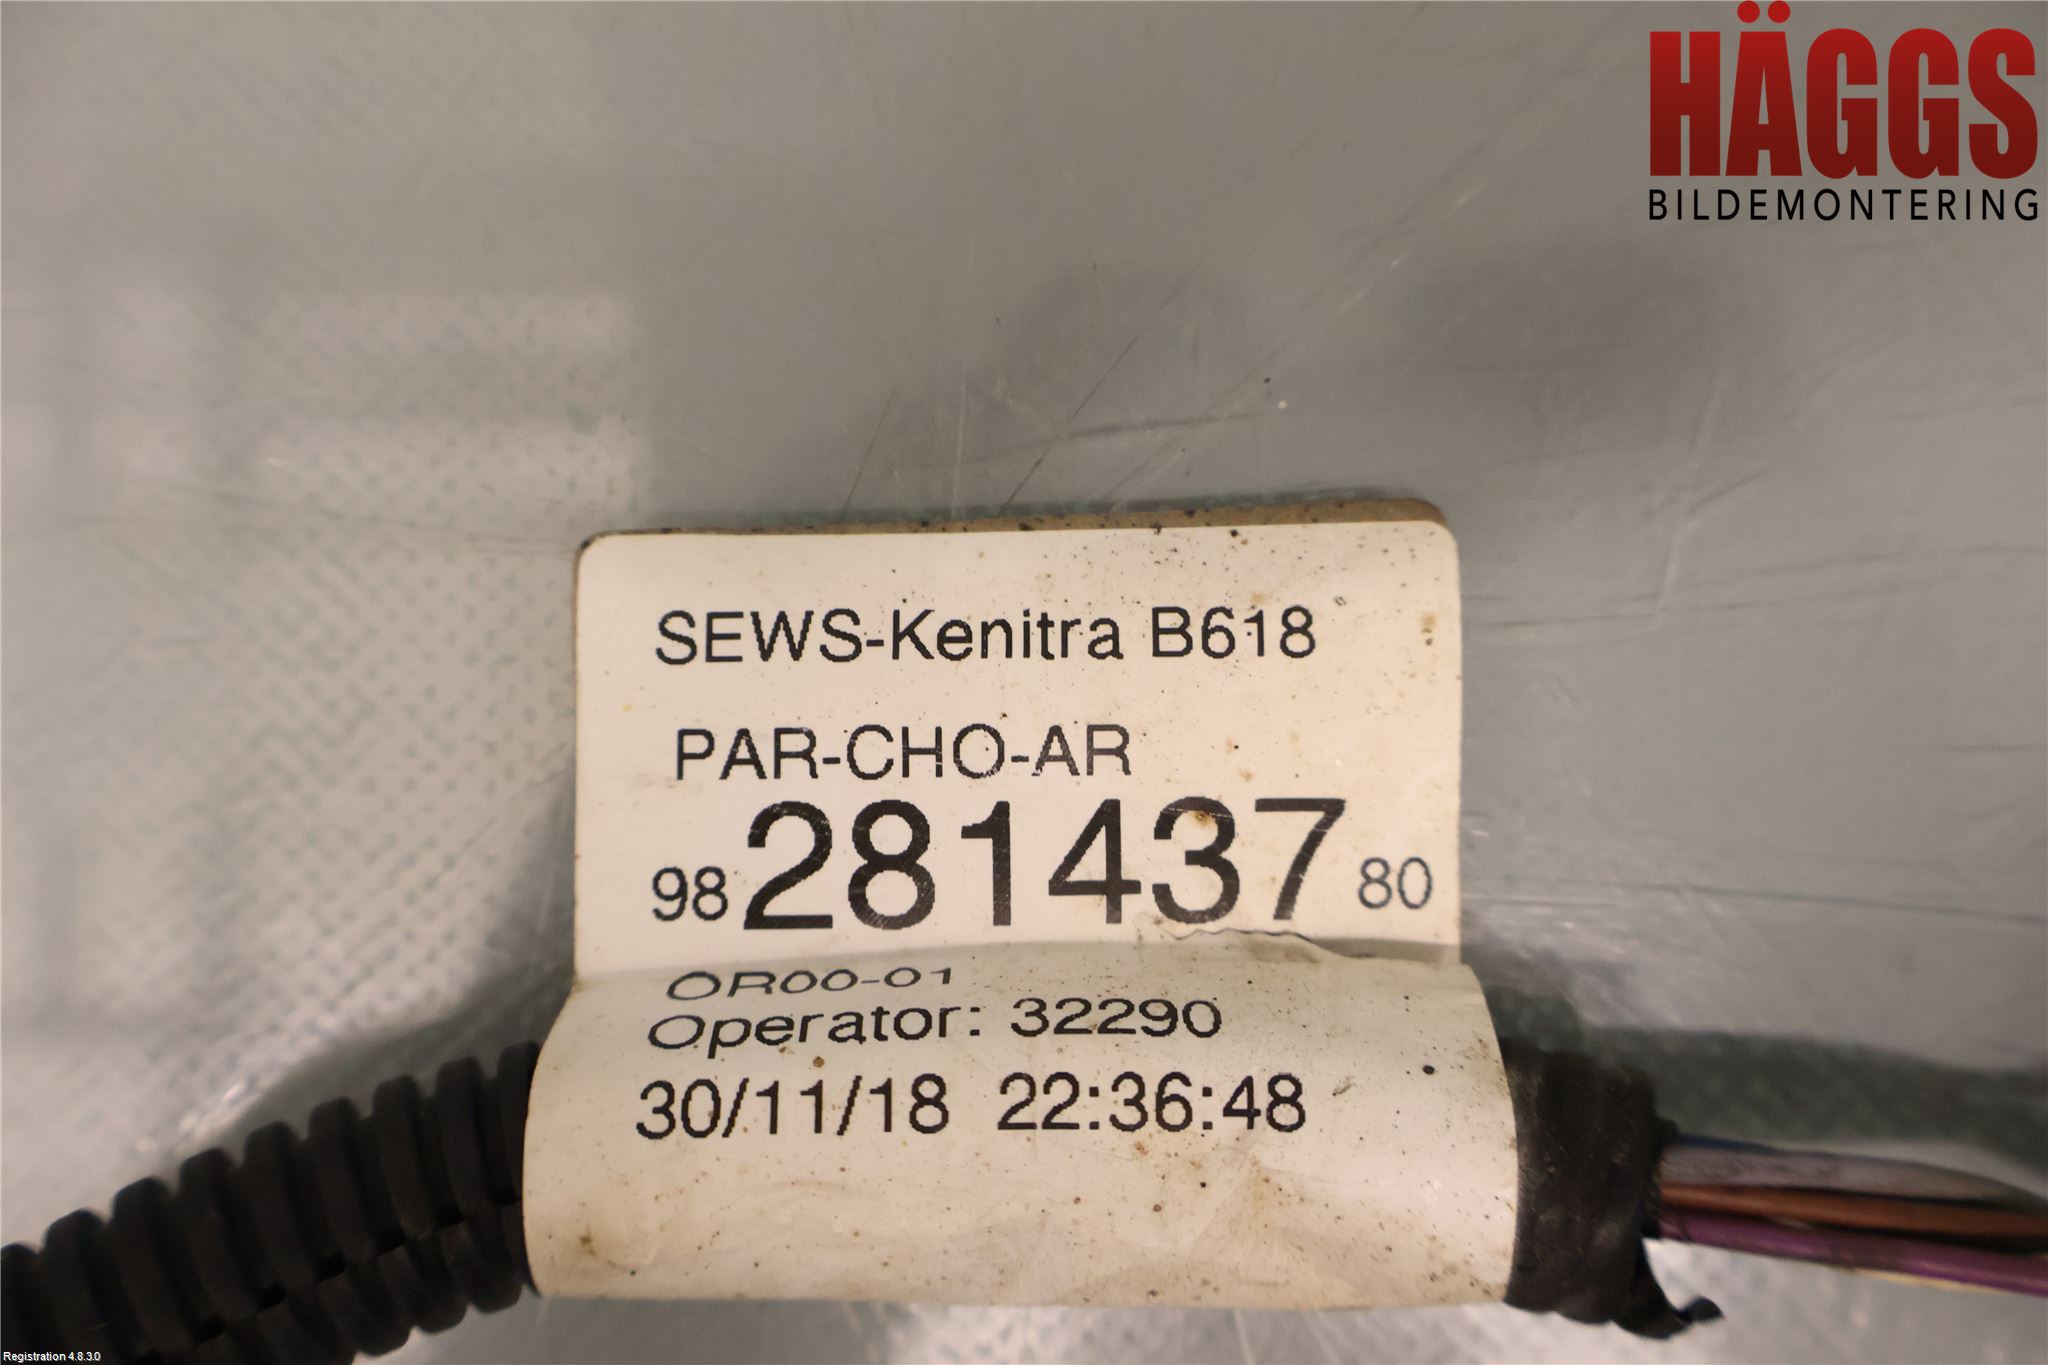 HÄGGS
BILDEMONTERING
SEWS-Kenitra B618
PAR-CHO-AR
98 281437 80
OR00-01
Operator: 32290
30/11/18 22:36:48
Registration 4.8.3.0